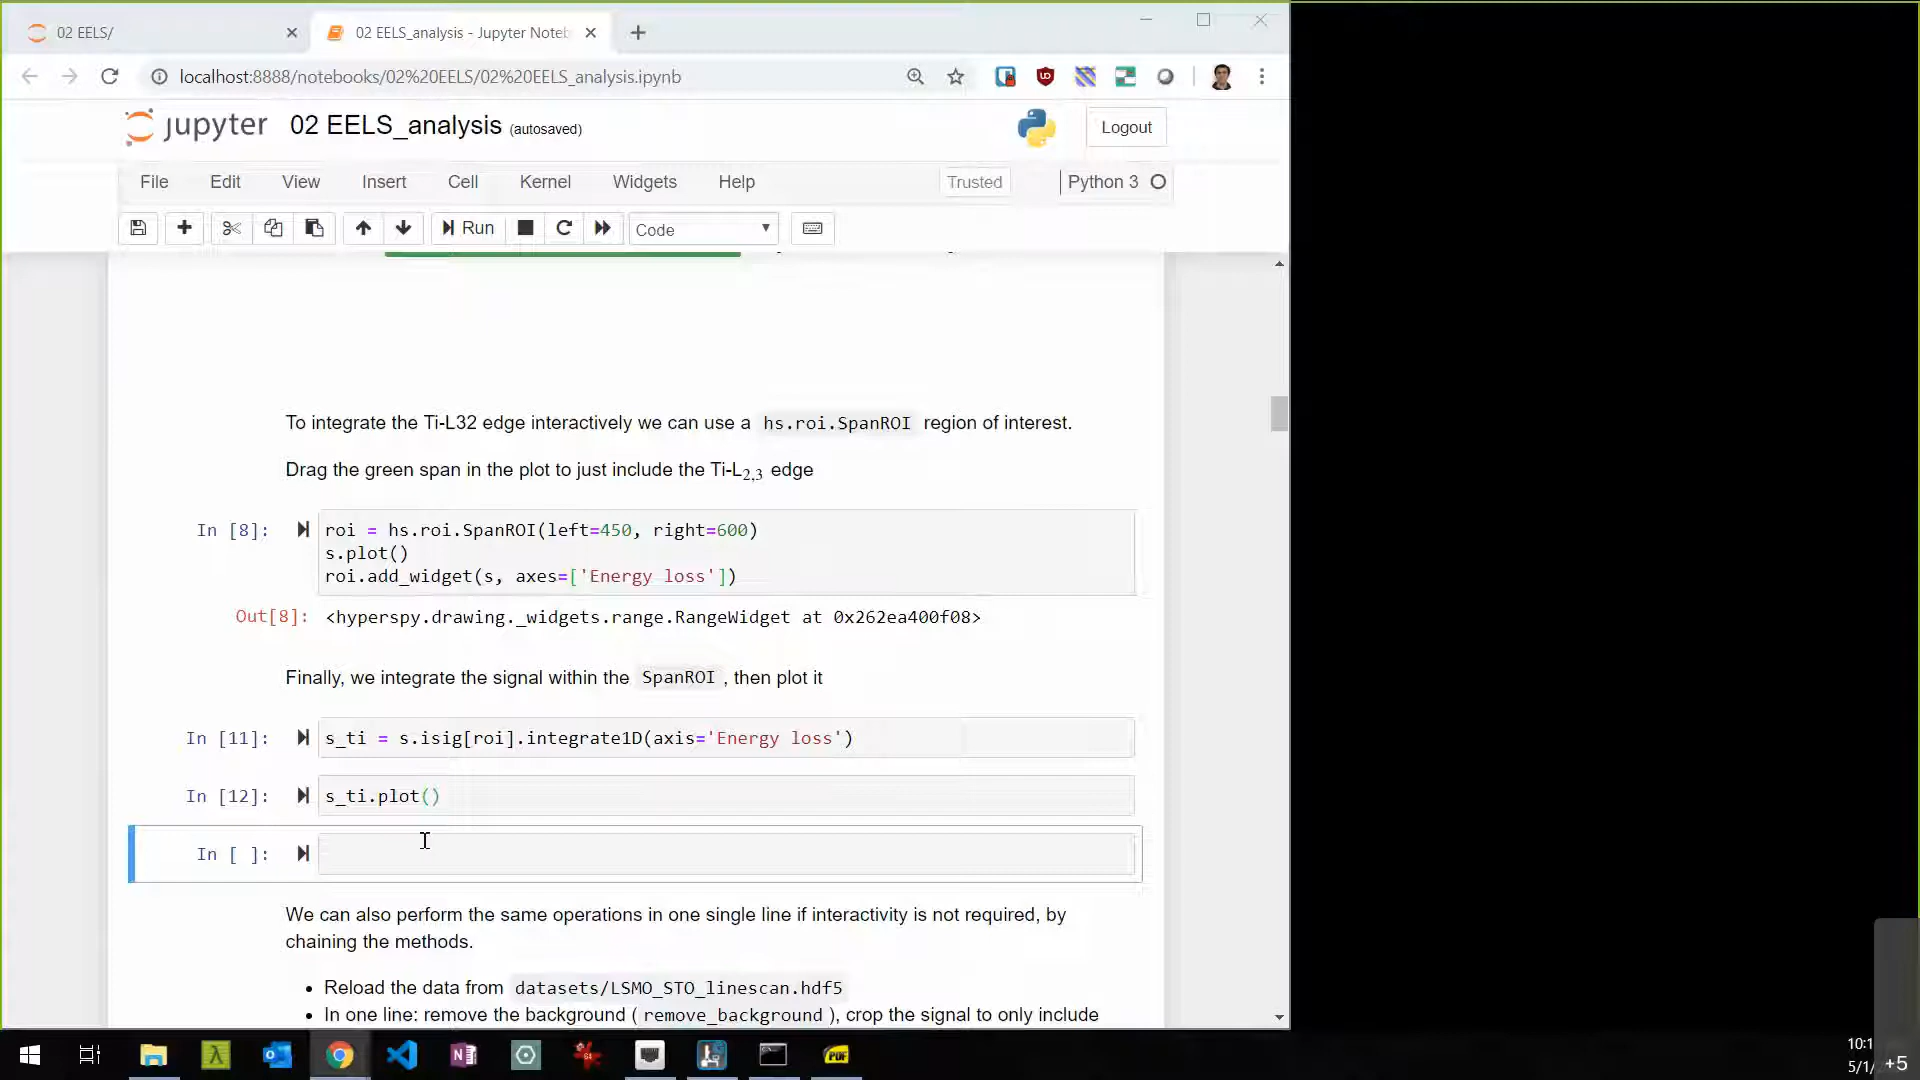 02 EELS/
02 EELS_analysis - Jupyter Noteb
localhost:8888/notebooks/02%20EELS/02%20EELS_analysis.ipynb
jupyter 02 EELS_analysis (autosaved)
Logout
File Edit View Insert Cell Kernel Widgets Help
Trusted
Python 3
Run
Code
To integrate the Ti-L32 edge interactively we can use a hs.roi.SpanROI region of interest.
Drag the green span in the plot to just include the Ti-L2,3 edge
In [8]: roi = hs.roi.SpanROI(left=450, right=600)
s.plot()
roi.add_widget(s, axes=['Energy loss'])
Out[8]: <hyperspy.drawing._widgets.range.RangeWidget at 0x262ea400f08>
Finally, we integrate the signal within the SpanROI , then plot it
In [11]: s_ti = s.isig[roi].integrate1D(axis='Energy loss')
In [12]: s_ti.plot()
In [ ]:
We can also perform the same operations in one single line if interactivity is not required, by
chaining the methods.
• Reload the data from datasets/LSMO_STO_linescan.hdf5
• In one line: remove the background ( remove_background ), crop the signal to only include
10:1
5/1/
+5